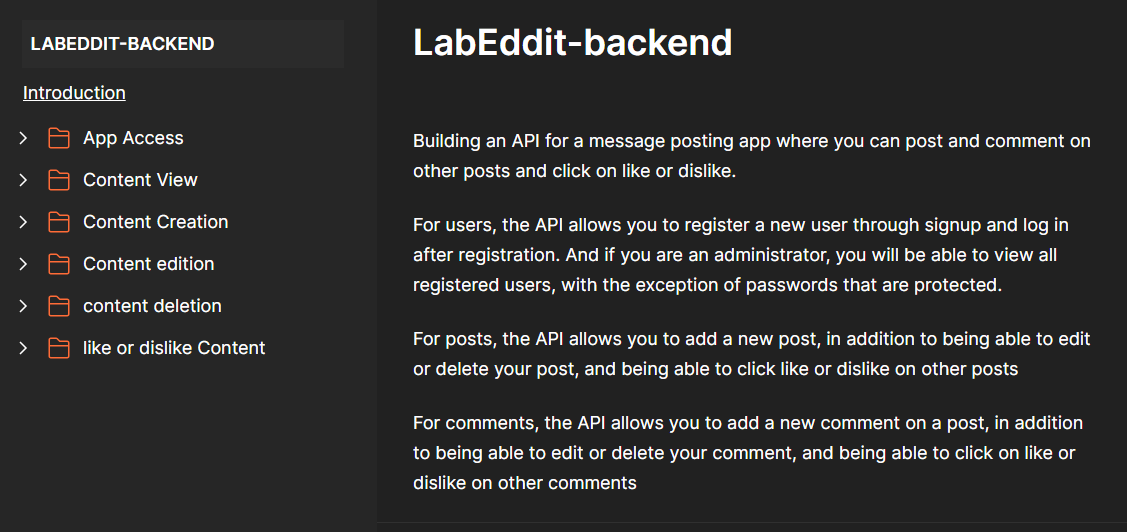 LABEDDIT-BACKEND
Introduction
App Access
Content View
Content Creation
Content edition
content deletion
like or dislike Content
LabEddit-backend
Building an API for a message posting app where you can post and comment on
other posts and click on like or dislike.
For users, the API allows you to register a new user through signup and log in
after registration. And if you are an administrator, you will be able to view all
registered users, with the exception of passwords that are protected.
For posts, the API allows you to add a new post, in addition to being able to edit
or delete your post, and being able to click like or dislike on other posts
For comments, the API allows you to add a new comment on a post, in addition
to being able to edit or delete your comment, and being able to click on like or
dislike on other comments